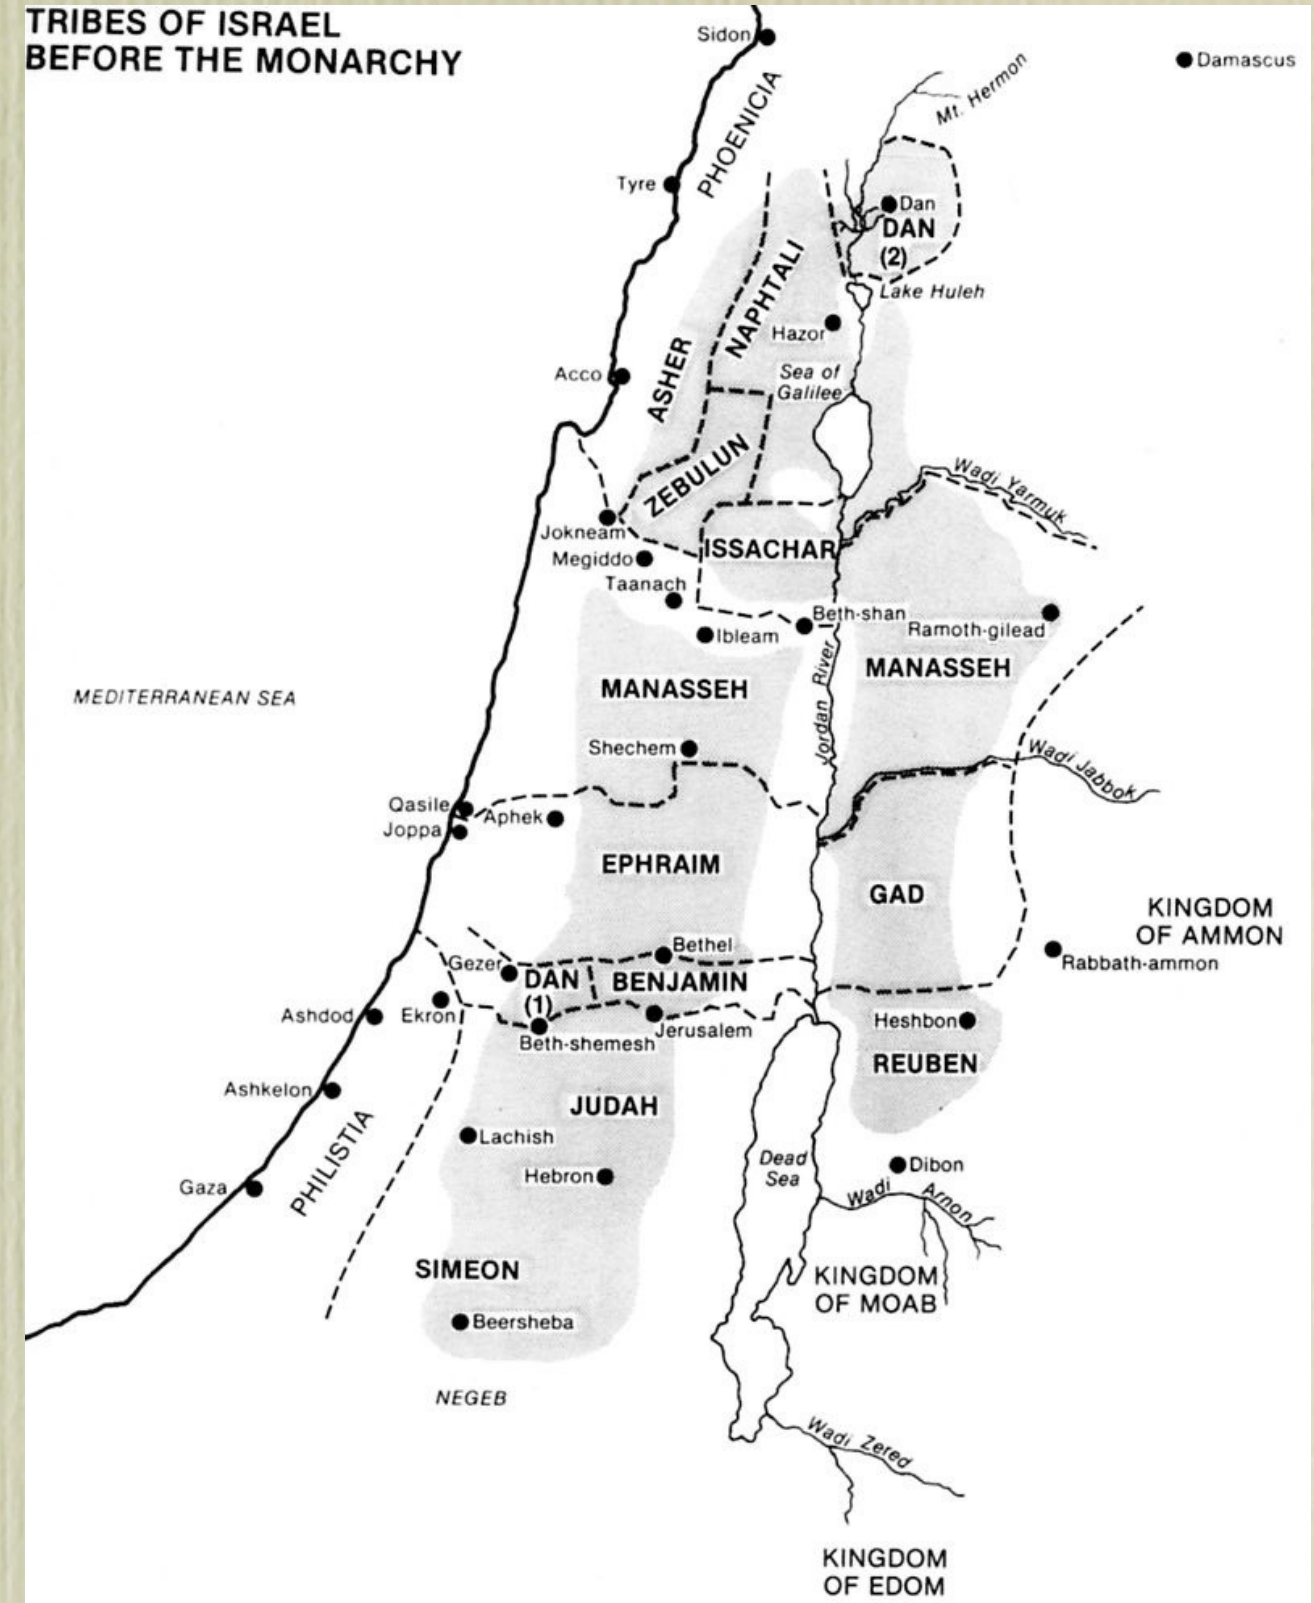 TRIBES OF ISRAEL
BEFORE THE MONARCHY
Sidon
Damascus
Mt. Hermon
PHOENICIA
Tyre
Dan
DAN
(2)
NAPHTALI
Lake Huleh
Hazor
ASHER
Sea of
Galilee
Acco
ZEBULUN
Wadi Yarmuk
Jokneam
ISSACHAR
Megiddo
Taanach
Beth-shan
Ramoth-gilead
Ibleam
MANASSEH
MANASSEH
MEDITERRANEAN SEA
Jordan River
Shechem
Wadi Jabbok
Qasile
Joppa
Aphek
EPHRAIM
GAD
KINGDOM
OF AMMON
Bethel
Gezer
Rabbath-ammon
DAN
(1)
BENJAMIN
Ashdod
Ekron
Jerusalem
Heshbon
Beth-shemesh
REUBEN
Ashkelon
JUDAH
PHILISTIA
Lachish
Dead
Sea
Dibon
Hebron
Gaza
Wadi Arnon
SIMEON
KINGDOM
OF MOAB
Beersheba
NEGEB
Wadi Zered
KINGDOM
OF EDOM